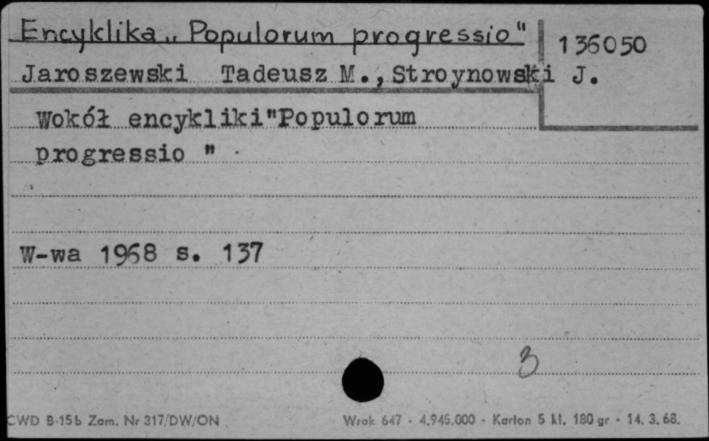 Encyklika „Populorum progressio"
136050
Jaroszewski Tadeusz M., Stroynowski J.
Wokół encykliki"Populorum
progressio "
W-wa 1968 s. 137
3
CWD B-15b Zam. Nr 317/DW/ON
Wrok 647 - 4.945.000 - Karton 5 kl. 180 gr - 14. 3. 68.